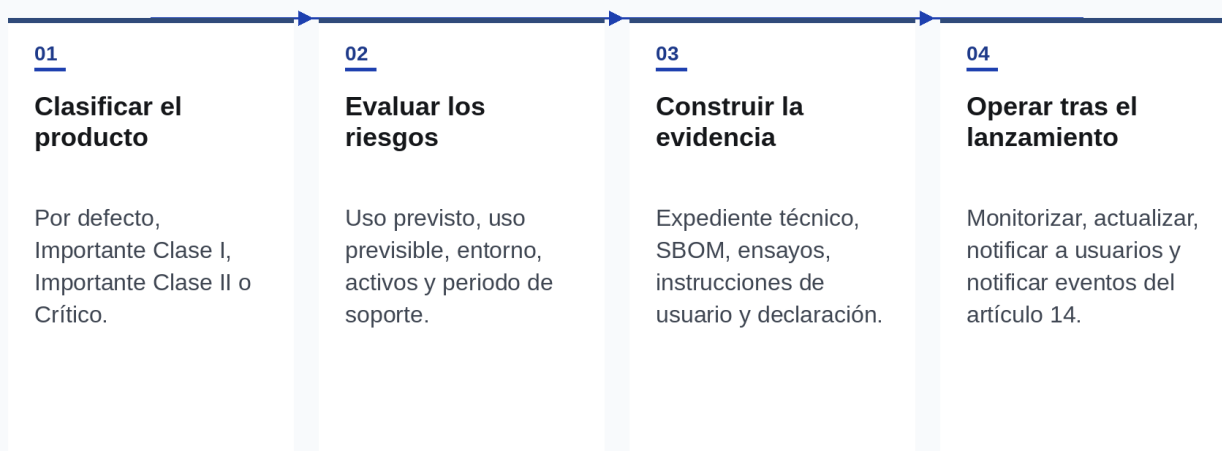 01
Clasificar el
producto
Por defecto,
Importante Clase I,
Importante Clase II o
Crítico.
02
Evaluar los
riesgos
Uso previsto, uso
previsible, entorno,
activos y periodo de
soporte.
03
Construir la
evidencia
Expediente técnico,
SBOM, ensayos,
instrucciones de
usuario y declaración.
04
Operar tras el
lanzamiento
Monitorizar, actualizar,
notificar a usuarios y
notificar eventos del
artículo 14.